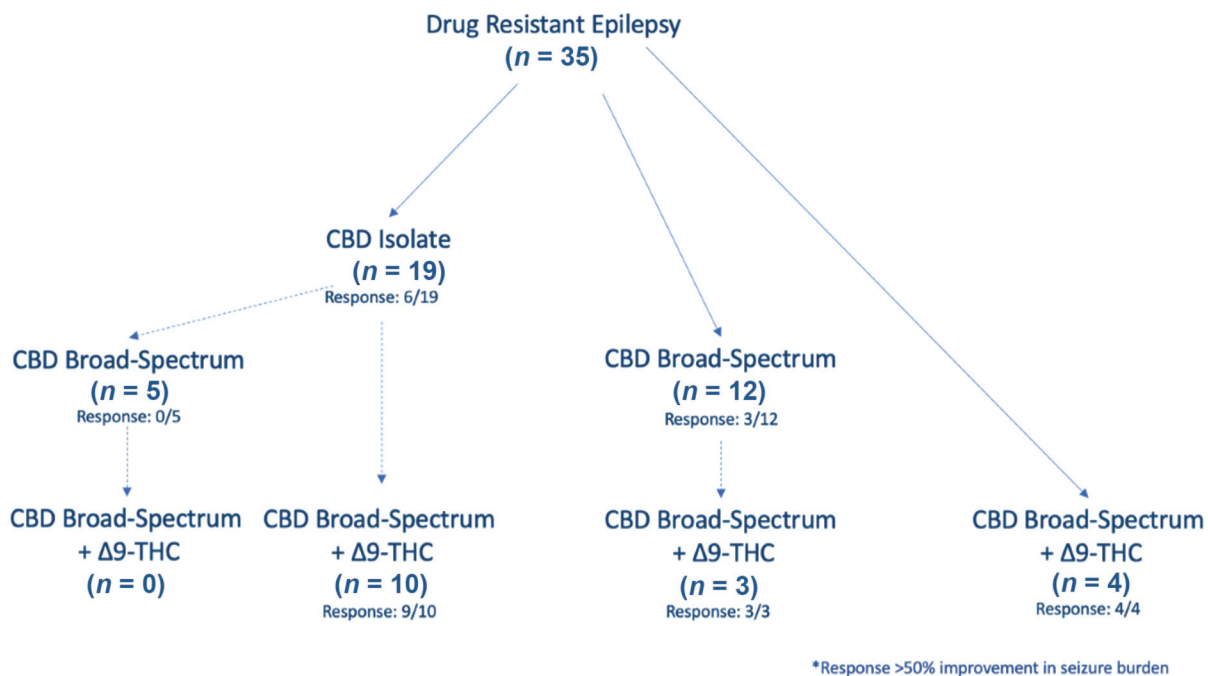 Drug Resistant Epilepsy
(n = 35)
CBD Isolate
(n = 19)
Response: 6/19
CBD Broad-Spectrum
(n = 5)
Response: 0/5
CBD Broad-Spectrum
(n = 12)
Response: 3/12
CBD Broad-Spectrum
+ Δ9-THC
(n = 0)
CBD Broad-Spectrum
+ Δ9-THC
(n = 10)
Response: 9/10
CBD Broad-Spectrum
+ Δ9-THC
(n = 3)
Response: 3/3
CBD Broad-Spectrum
+ Δ9-THC
(n = 4)
Response: 4/4
*Response >50% improvement in seizure burden